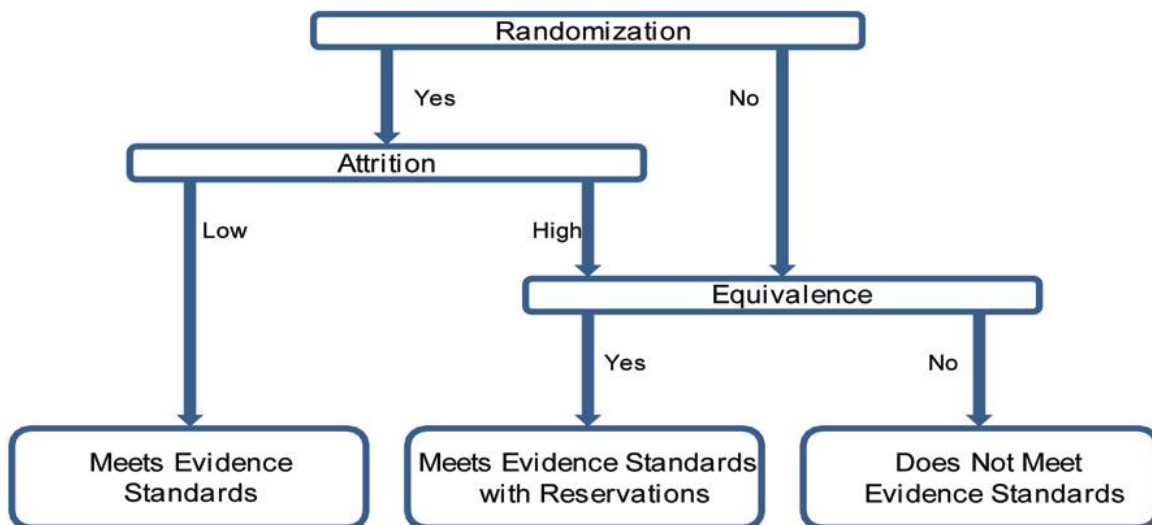 Randomization
Yes
No
Attrition
Low
High
Equivalence
Yes
No
Meets Evidence
Standards
Meets Evidence Standards
with Reservations
Does Not Meet
Evidence Standards